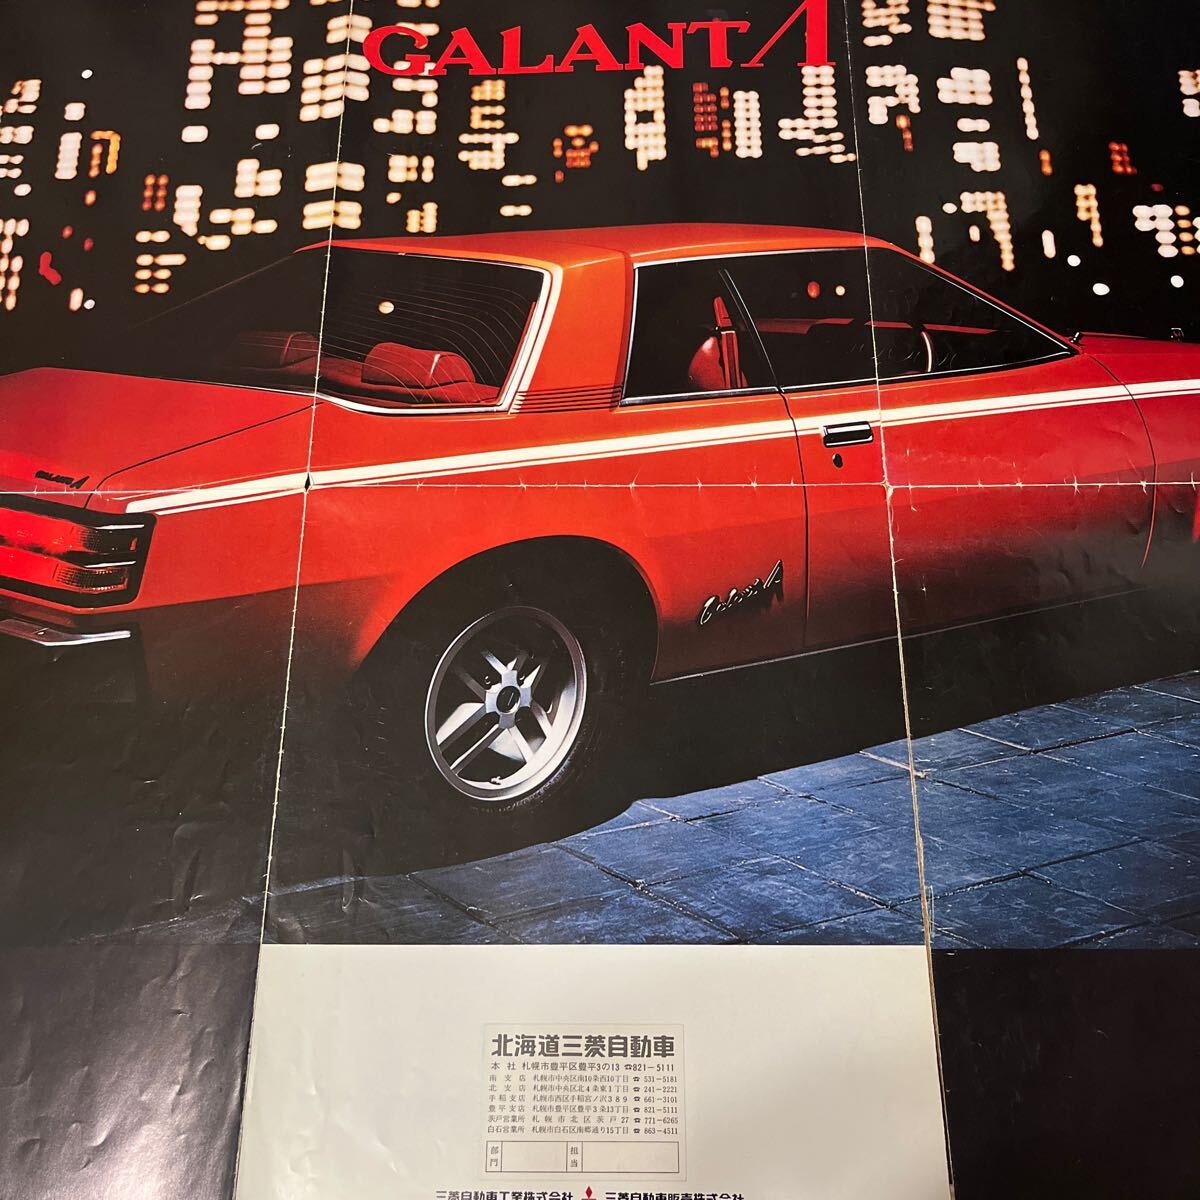 GALANT Λ
GALANT Λ
Galant Λ
北海道三菱自動車
本社 札幌市豊平区豊平3の13 ☎821-5111
南支店 札幌市中央区南10条西10丁目 ☎ 531-5181
北支店 札幌市中央区北4条東1丁目 ☎ 241-2221
手稲支店 札幌市西区手稲宮ノ沢389 ☎ 661-3101
豊平支店 札幌市豊平区豊平3条13丁目 ☎ 821-5111
茨戸営業所 札幌市北区茨戸27 ☎ 771-6265
白石営業所 札幌市白石区南郷通り15丁目 ☎ 863-4511
部門 担当
三菱自動車工業株式会社 三菱自動車販売株式会社